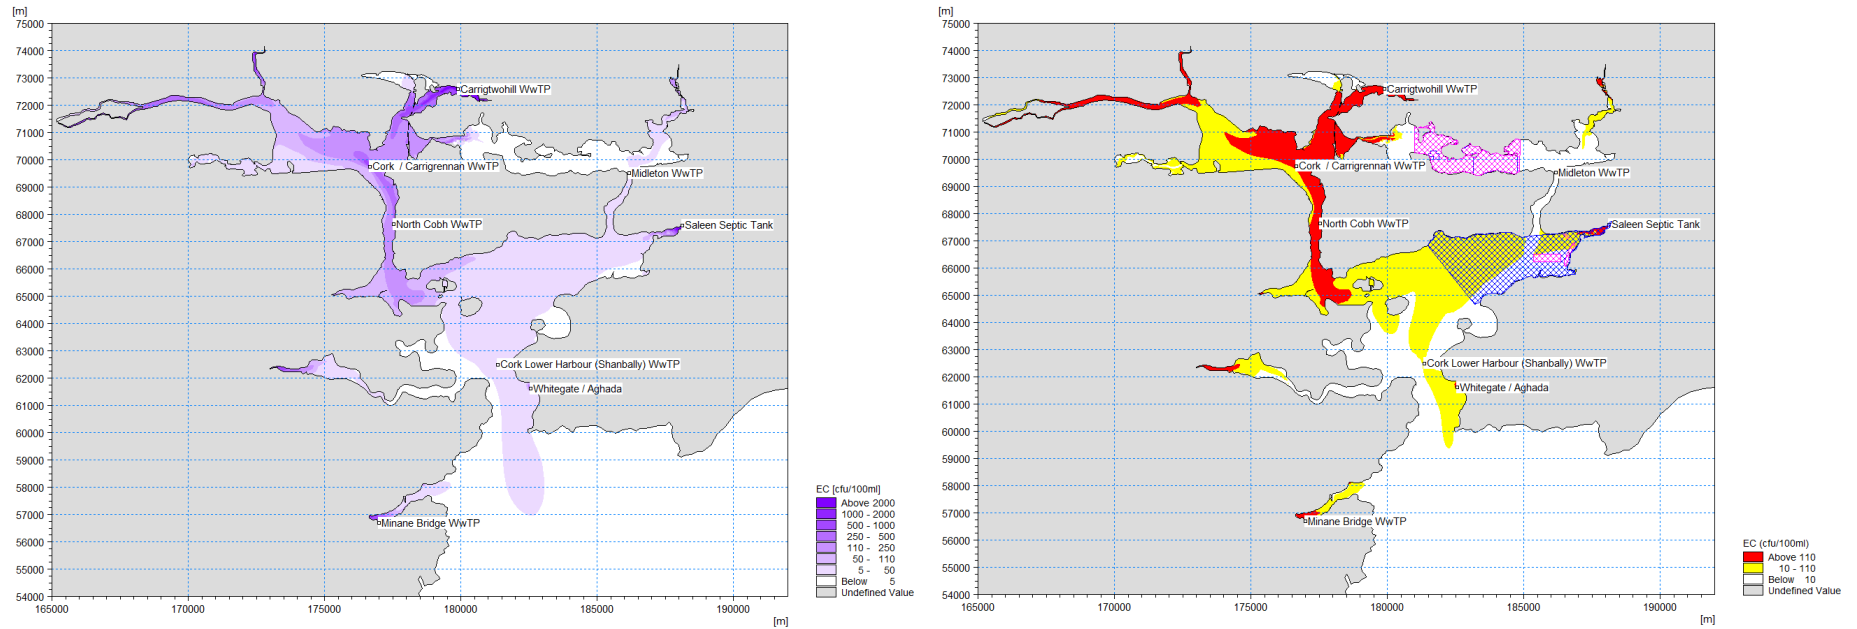 [m]
75000
74000
73000
72000
71000
70000
69000
68000
67000
66000
65000
64000
63000
62000
61000
60000
59000
58000
57000
56000
55000
54000
165000 170000 175000 180000 185000 190000
[m]
Carrigtwohill WwTP
Cork / Carrigrennan WwTP
Midleton WwTP
North Cobh WwTP
Saleen Septic Tank
Cork Lower Harbour (Shanbally) WwTP
Whitegate / Aghada
Minane Bridge WwTP
EC [cfu/100ml]
Above 2000
1000 - 2000
500 - 1000
250 - 500
110 - 250
50 - 110
5 - 50
Below 5
Undefined Value
[m]
75000
74000
73000
72000
71000
70000
69000
68000
67000
66000
65000
64000
63000
62000
61000
60000
59000
58000
57000
56000
55000
54000
165000 170000 175000 180000 185000 190000
[m]
Carrigtwohill WwTP
Cork / Carrigrennan WwTP
Midleton WwTP
North Cobh WwTP
Saleen Septic Tank
Cork Lower Harbour (Shanbally) WwTP
Whitegate / Aghada
Minane Bridge WwTP
EC (cfu/100ml)
Above 110
10 - 110
Below 10
Undefined Value